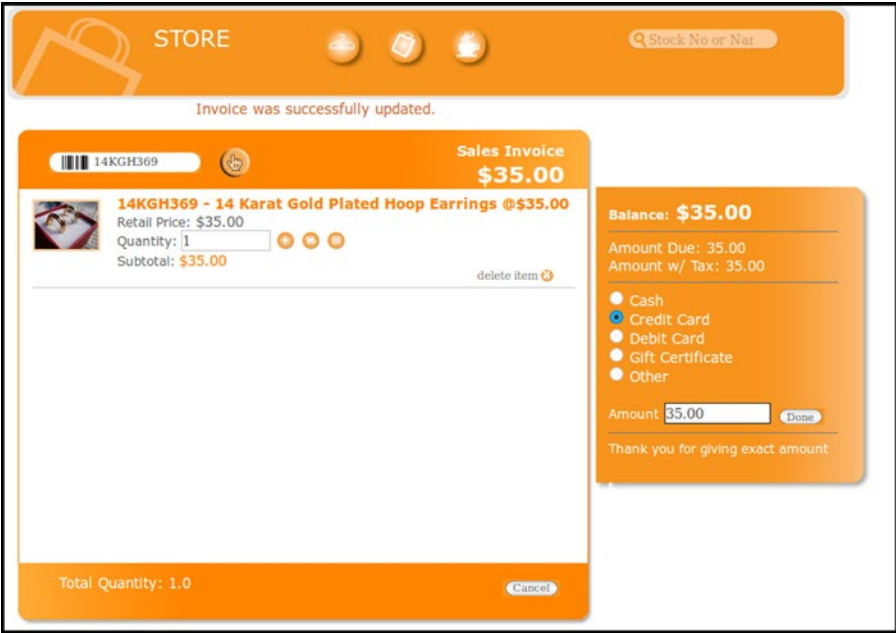 STORE
Stock No or Nar
Invoice was successfully updated.
14KGH369
Sales Invoice
$35.00
14KGH369 - 14 Karat Gold Plated Hoop Earrings @$35.00
Retail Price: $35.00
Quantity: 1
Subtotal: $35.00
delete item
Total Quantity: 1.0
Cancel
Balance: $35.00
Amount Due: 35.00
Amount w/ Tax: 35.00
Cash
Credit Card
Debit Card
Gift Certificate
Other
Amount 35.00 Done
Thank you for giving exact amount